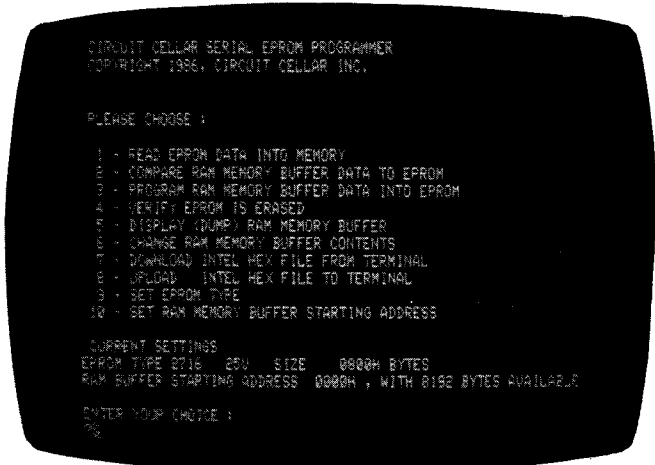 CIRCUIT CELLAR SERIAL EPROM PROGRAMMER
COPYRIGHT 1986, CIRCUIT CELLAR INC.
PLEASE CHOOSE :
1 - READ EPROM DATA INTO MEMORY
2 - COMPARE RAM MEMORY BUFFER DATA TO EPROM
3 - PROGRAM RAM MEMORY BUFFER DATA INTO EPROM
4 - VERIFY EPROM IS ERASED
5 - DISPLAY (DUMP) RAM MEMORY BUFFER
6 - CHANGE RAM MEMORY BUFFER CONTENTS
7 - DOWNLOAD INTEL HEX FILE FROM TERMINAL
8 - UPLOAD INTEL HEX FILE TO TERMINAL
9 - SET EPROM TYPE
10 - SET RAM MEMORY BUFFER STARTING ADDRESS
CURRENT SETTINGS
EPROM TYPE 2716 25V SIZE 0800H BYTES
RAM BUFFER STARTING ADDRESS 0000H , WITH 8192 BYTES AVAILABLE
ENTER YOUR CHOICE :